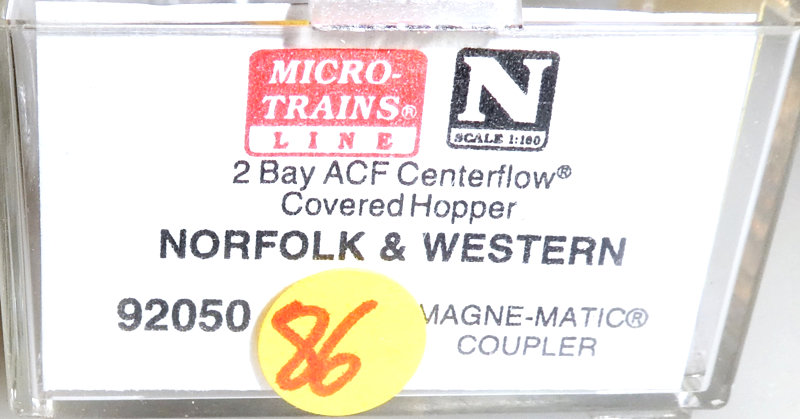 MICRO-
TRAINS®
LINE
N
SCALE 1:160
2 Bay ACF Centerflow®
Covered Hopper
NORFOLK & WESTERN
92050
86
MAGNE-MATIC®
COUPLER